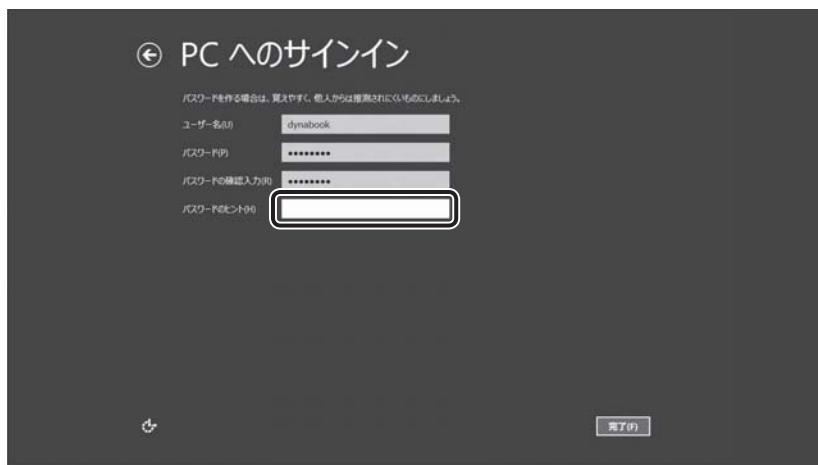 PC へのサインイン
パスワードを作る場合は、覚えやすく、他人からは推測されにくいものにしましょう。
ユーザー名(U)
dynabook
パスワード(P)
••••••••
パスワードの確認入力(R)
••••••••
パスワードのヒント(H)
完了(F)